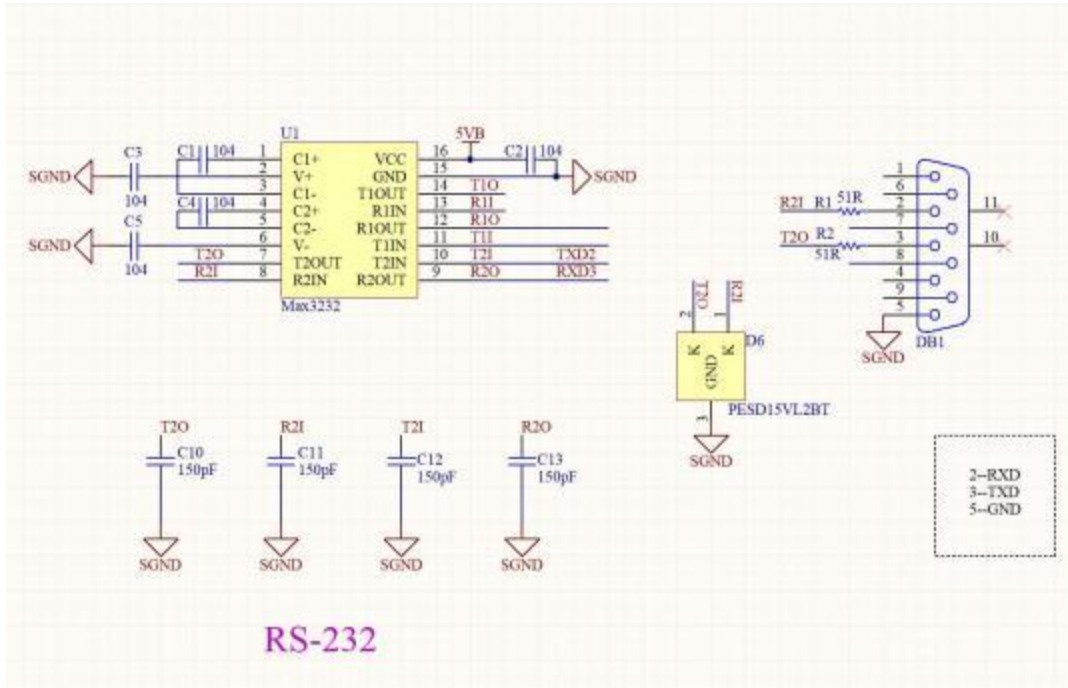 U1
C3
C1 104
1 C1+ VCC 16
5VB
C2 104
SGND
2 V+ GND 15
SGND
104
3 C1- T1OUT 14 T1O
C4 104
4 C2+ R1IN 13 R1I
C5
5 C2- R1OUT 12 R1O
SGND
6 V- T1IN 11 T1I
104
T2O 7 T2OUT T2IN 10 T2I TXD2
R2I 8 R2IN R2OUT 9 R2O RXD3
Max3232
1
6
R2I R1 51R 2
11
7
T2O R2 51R 3
10
8
4
9
5
SGND
DB1
T2O R2I
2 1
K K
GND
D6
PESD15VL2BT
3
SGND
T2O
C10
150pF
SGND
R2I
C11
150pF
SGND
T2I
C12
150pF
SGND
R2O
C13
150pF
SGND
2--RXD
3--TXD
5--GND
RS-232